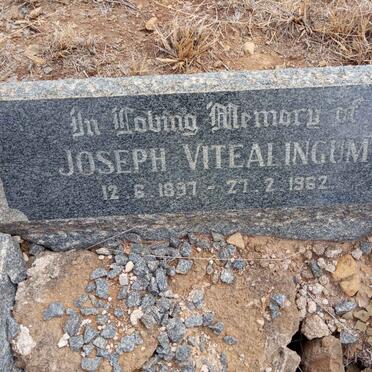 In Loving Memory of
JOSEPH VITEALINGUM
12.6.1897 - 27.2.1962.